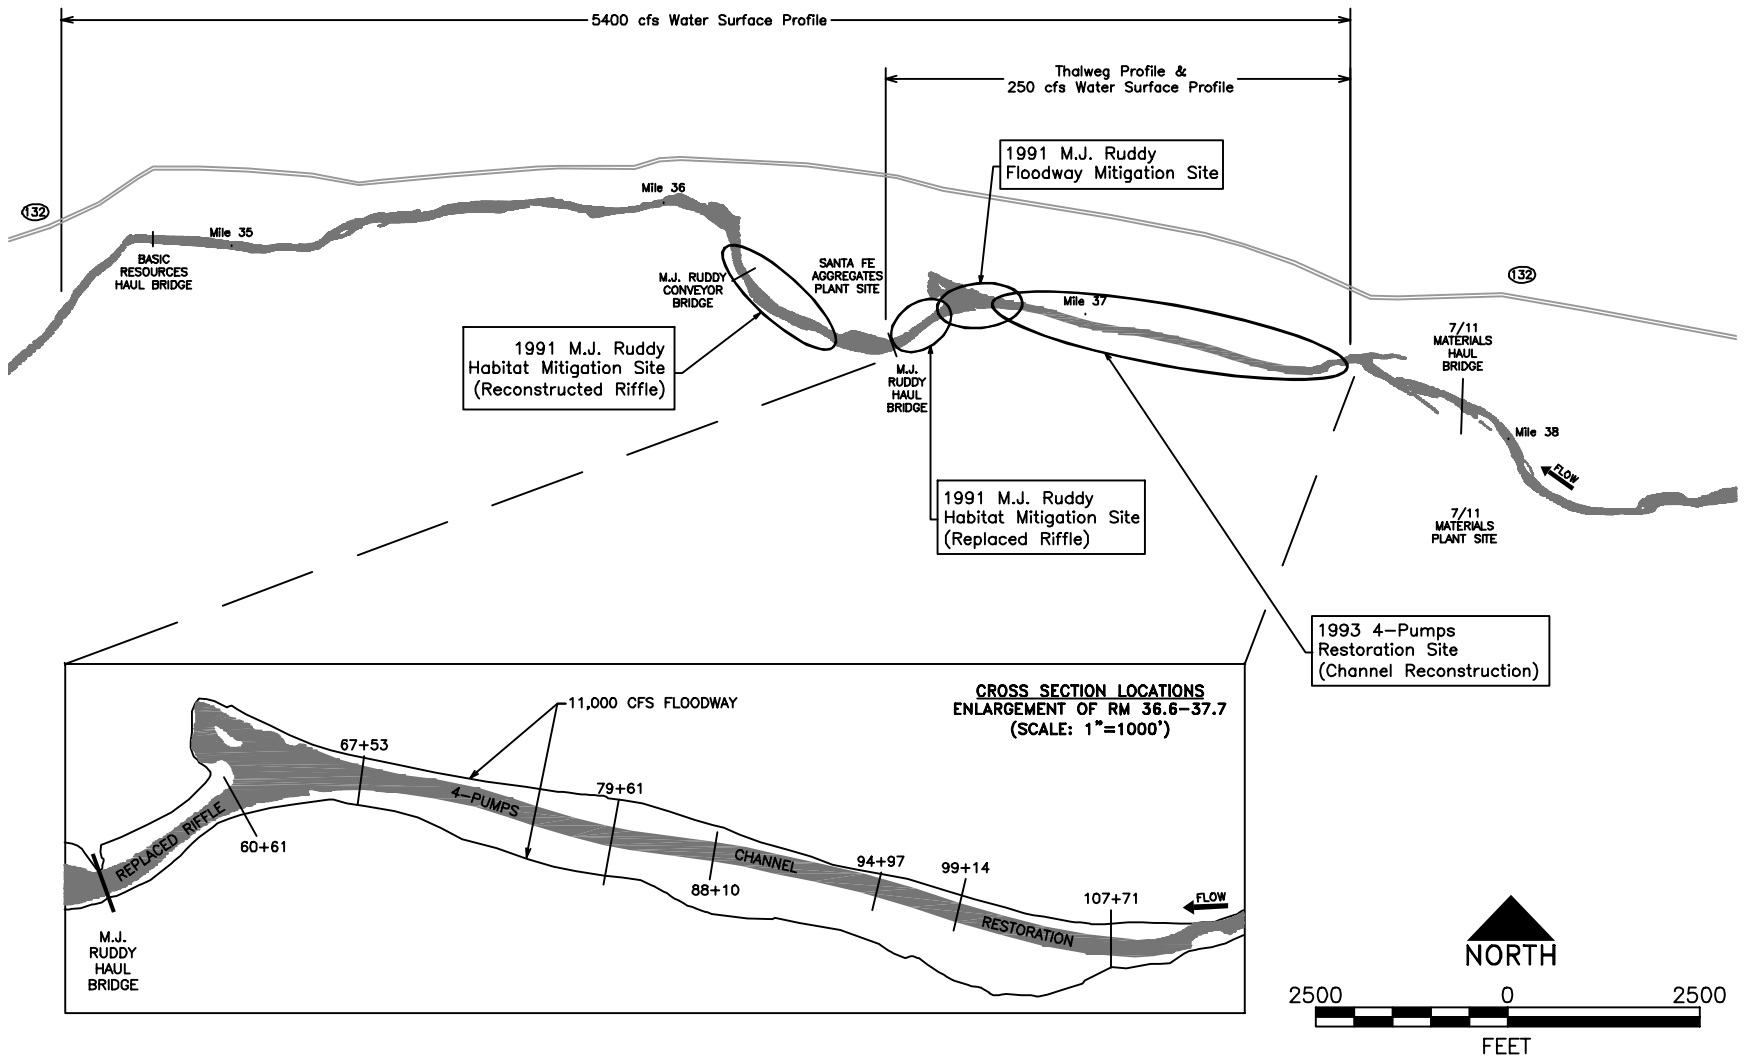 5400 cfs Water Surface Profile
Thalweg Profile &
250 cfs Water Surface Profile
1991 M.J. Ruddy
Floodway Mitigation Site
132
Mile 36
Mile 35
BASIC
RESOURCES
HAUL BRIDGE
M.J. RUDDY
CONVEYOR
BRIDGE
SANTA FE
AGGREGATES
PLANT SITE
Mile 37
132
1991 M.J. Ruddy
Habitat Mitigation Site
(Reconstructed Riffle)
M.J.
RUDDY
HAUL
BRIDGE
7/11
MATERIALS
HAUL
BRIDGE
Mile 38
FLOW
7/11
MATERIALS
PLANT SITE
1991 M.J. Ruddy
Habitat Mitigation Site
(Replaced Riffle)
1993 4-Pumps
Restoration Site
(Channel Reconstruction)
CROSS SECTION LOCATIONS
ENLARGEMENT OF RM 36.6-37.7
(SCALE: 1"=1000')
11,000 CFS FLOODWAY
67+53
79+61
4-PUMPS
REPLACED RIFFLE
60+61
88+10
CHANNEL
94+97
99+14
107+71
FLOW
RESTORATION
M.J.
RUDDY
HAUL
BRIDGE
NORTH
2500 0 2500
FEET